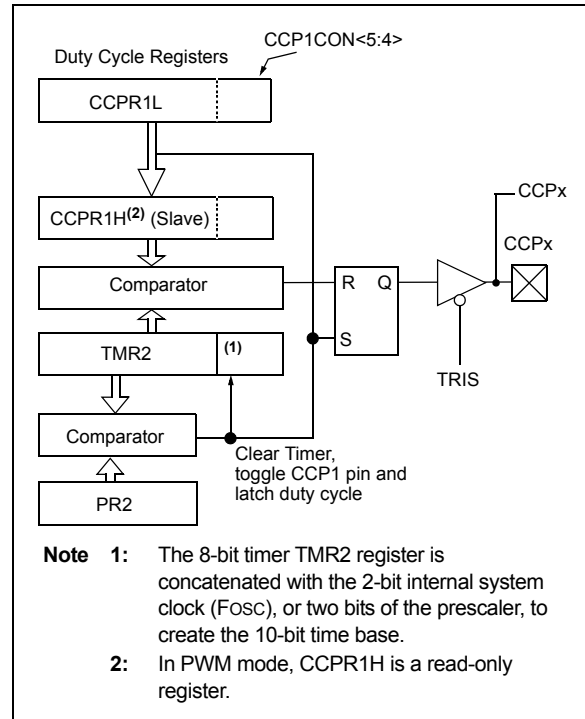 CCP1CON<5:4>
Duty Cycle Registers
CCPR1L
CCPR1H(2) (Slave)
CCPx
CCPx
Comparator
R Q
S
TMR2 (1)
TRIS
Comparator
Clear Timer,
toggle CCP1 pin and
latch duty cycle
PR2
Note 1: The 8-bit timer TMR2 register is
concatenated with the 2-bit internal system
clock (FOSC), or two bits of the prescaler, to
create the 10-bit time base.
2: In PWM mode, CCPR1H is a read-only
register.